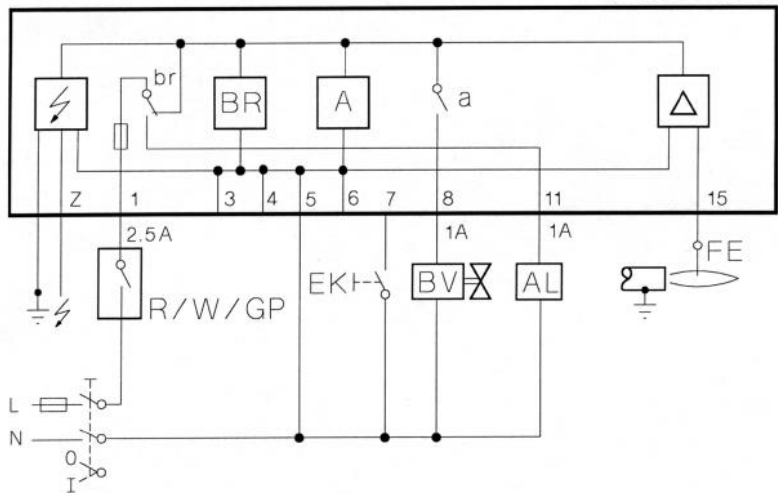 br
BR
A
a
Δ
Z 1 3 4 5 6 7 8 11 15
2.5A 1A 1A
FE
R/W/GP
EK
BV
AL
L
N
0
I